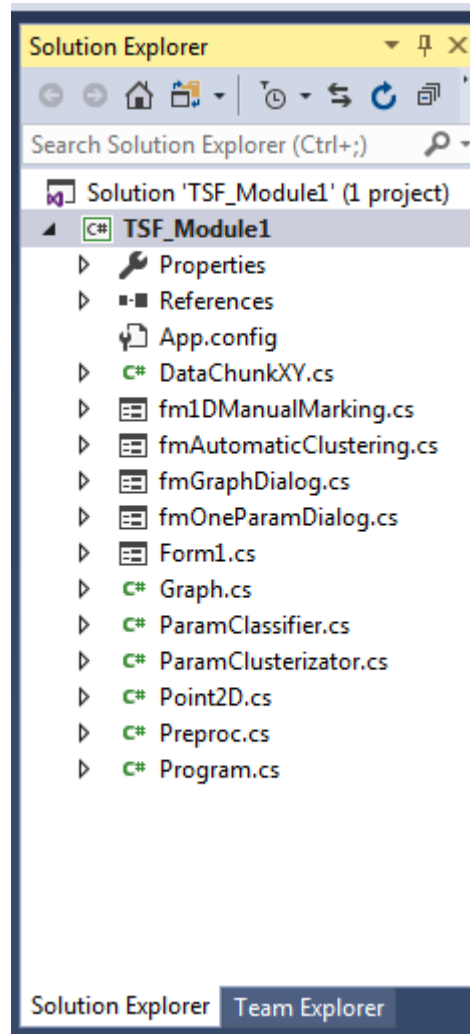 Solution Explorer
Search Solution Explorer (Ctrl+;)
Solution 'TSF_Module1' (1 project)
C# TSF_Module1
Properties
References
App.config
C# DataChunkXY.cs
fm1DManualMarking.cs
fmAutomaticClustering.cs
fmGraphDialog.cs
fmOneParamDialog.cs
Form1.cs
C# Graph.cs
C# ParamClassifier.cs
C# ParamClusterizator.cs
C# Point2D.cs
C# Preproc.cs
C# Program.cs
Solution Explorer Team Explorer